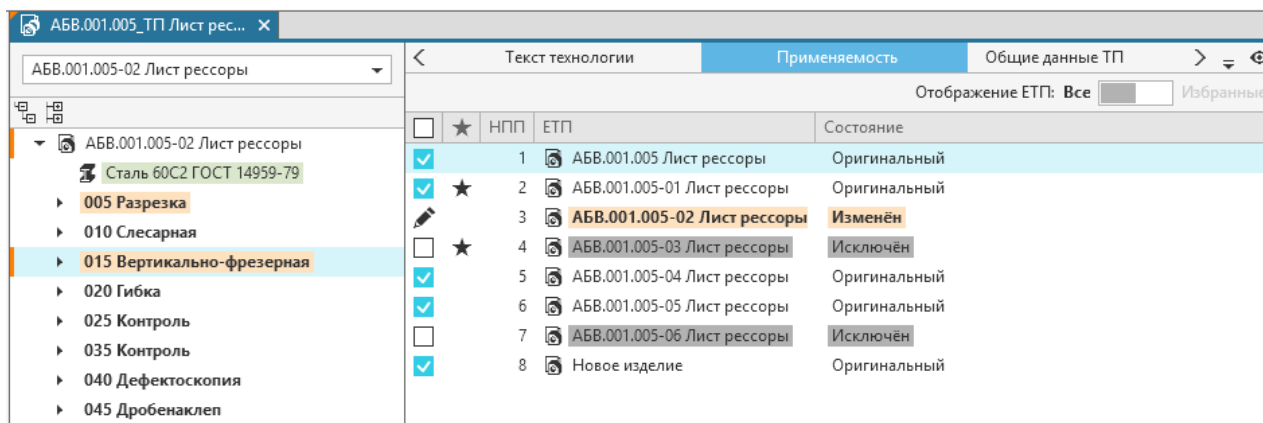 АБВ.001.005_ТП Лист рес...
АБВ.001.005-02 Лист рессоры
Текст технологии
Применяемость
Общие данные ТП
Отображение ЕТП: Все Избранные
АБВ.001.005-02 Лист рессоры
Сталь 60С2 ГОСТ 14959-79
005 Разрезка
010 Слесарная
015 Вертикально-фрезерная
020 Гибка
025 Контроль
035 Контроль
040 Дефектоскопия
045 Дробенаклеп
НПП ЕТП Состояние
1 АБВ.001.005 Лист рессоры Оригинальный
2 АБВ.001.005-01 Лист рессоры Оригинальный
3 АБВ.001.005-02 Лист рессоры Изменён
4 АБВ.001.005-03 Лист рессоры Исключён
5 АБВ.001.005-04 Лист рессоры Оригинальный
6 АБВ.001.005-05 Лист рессоры Оригинальный
7 АБВ.001.005-06 Лист рессоры Исключён
8 Новое изделие Оригинальный